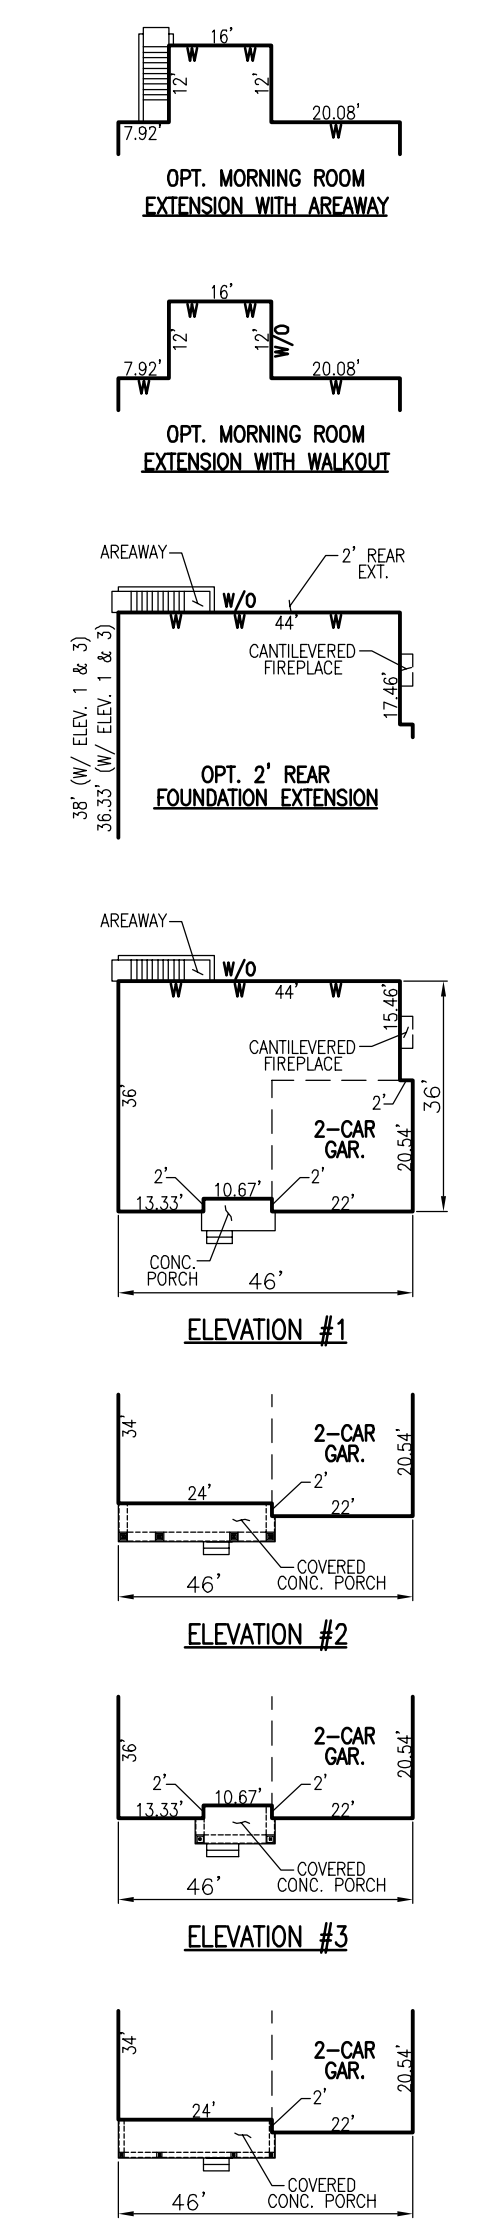 16'
W W
12' 12'
7.92' 20.08'
W
OPT. MORNING ROOM
EXTENSION WITH AREAWAY
16'
W W
12' 12' W/O
7.92' 20.08'
W W
OPT. MORNING ROOM
EXTENSION WITH WALKOUT
AREAWAY
2' REAR
EXT.
W/O
W W 44' W
CANTILEVERED
FIREPLACE
17.46'
38' (W/ ELEV. 1 & 3)
36.33' (W/ ELEV. 1 & 3)
OPT. 2' REAR
FOUNDATION EXTENSION
AREAWAY
W/O
W W 44' W
15.46'
CANTILEVERED
FIREPLACE
36'
36'
2'
2-CAR
GAR.
20.54'
2' 10.67' 2'
13.33' 22'
CONC.
PORCH
46'
ELEVATION #1
34'
2-CAR
GAR.
20.54'
24' 2'
22'
COVERED
CONC. PORCH
46'
ELEVATION #2
36'
2-CAR
GAR.
20.54'
2' 10.67' 2'
13.33' 22'
COVERED
CONC. PORCH
46'
ELEVATION #3
34'
2-CAR
GAR.
20.54'
24' 2'
22'
COVERED
CONC. PORCH
46'